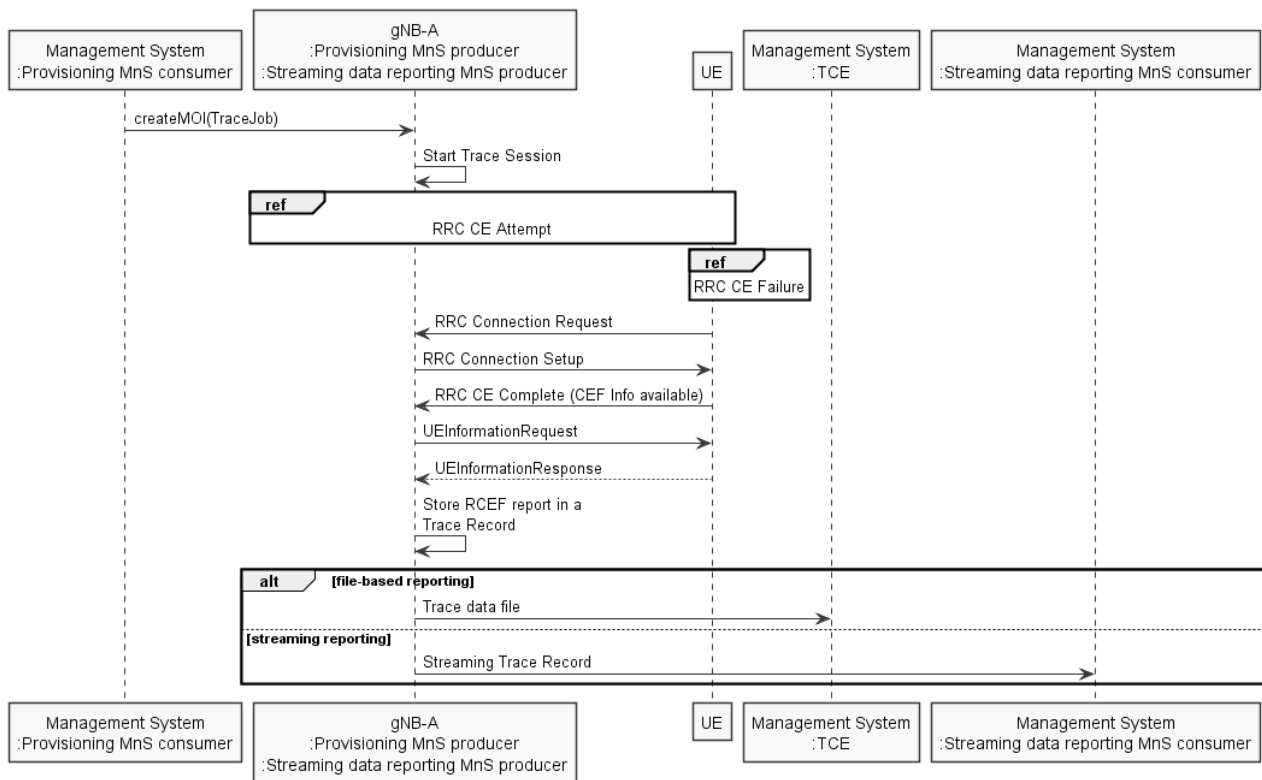 Management System
:Provisioning MnS consumer
gNB-A
:Provisioning MnS producer
:Streaming data reporting MnS producer
UE
Management System
:TCE
Management System
:Streaming data reporting MnS consumer
createMOI(TraceJob)
Start Trace Session
ref
RRC CE Attempt
ref
RRC CE Failure
RRC Connection Request
RRC Connection Setup
RRC CE Complete (CEF Info available)
UEInformationRequest
UEInformationResponse
Store RCEF report in a
Trace Record
alt [file-based reporting]
Trace data file
[streaming reporting]
Streaming Trace Record
Management System
:Provisioning MnS consumer
gNB-A
:Provisioning MnS producer
:Streaming data reporting MnS producer
UE
Management System
:TCE
Management System
:Streaming data reporting MnS consumer